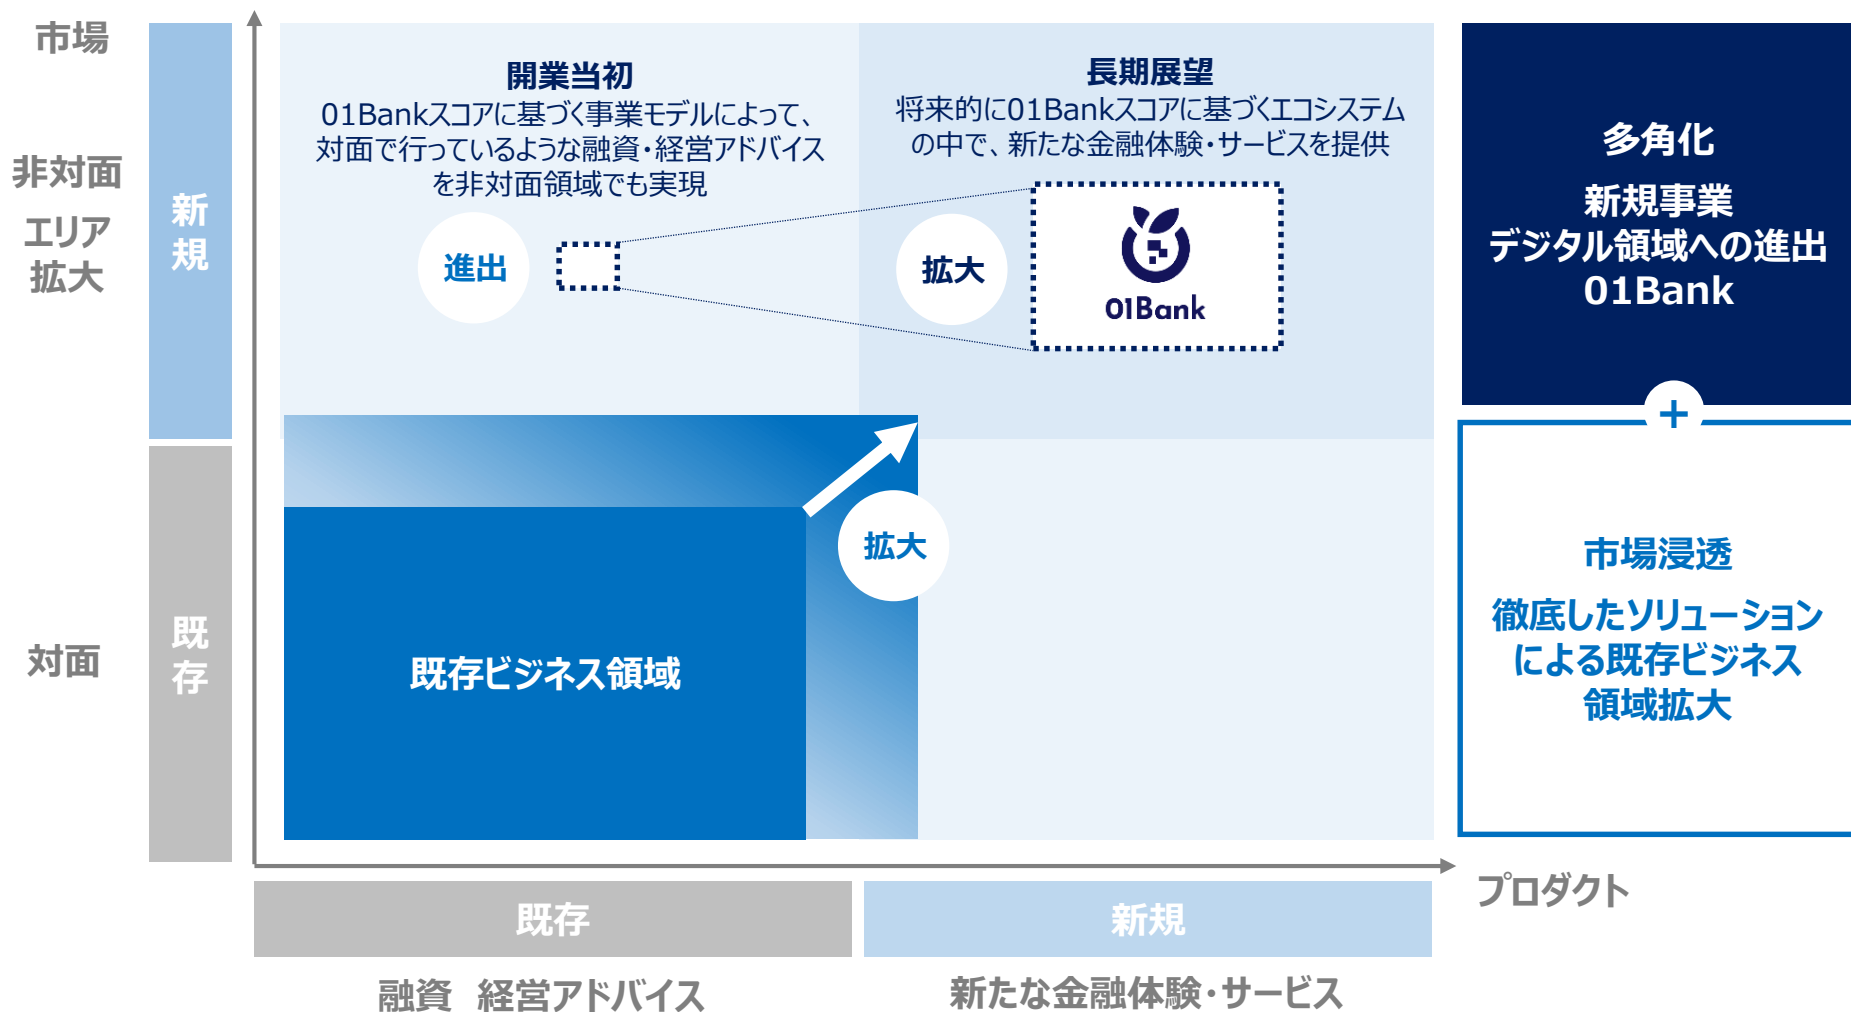 市場
非対面
エリア
拡大
対面
新
規
既
存
開業当初
01Bankスコアに基づく事業モデルによって、
対面で行っているような融資・経営アドバイス
を非対面領域でも実現
進出
長期展望
将来的に01Bankスコアに基づくエコシステム
の中で、新たな金融体験・サービスを提供
拡大
01Bank
拡大
既存ビジネス領域
多角化
新規事業
デジタル領域への進出
01Bank
+
市場浸透
徹底したソリューション
による既存ビジネス
領域拡大
プロダクト
既存
新規
融資　経営アドバイス
新たな金融体験・サービス